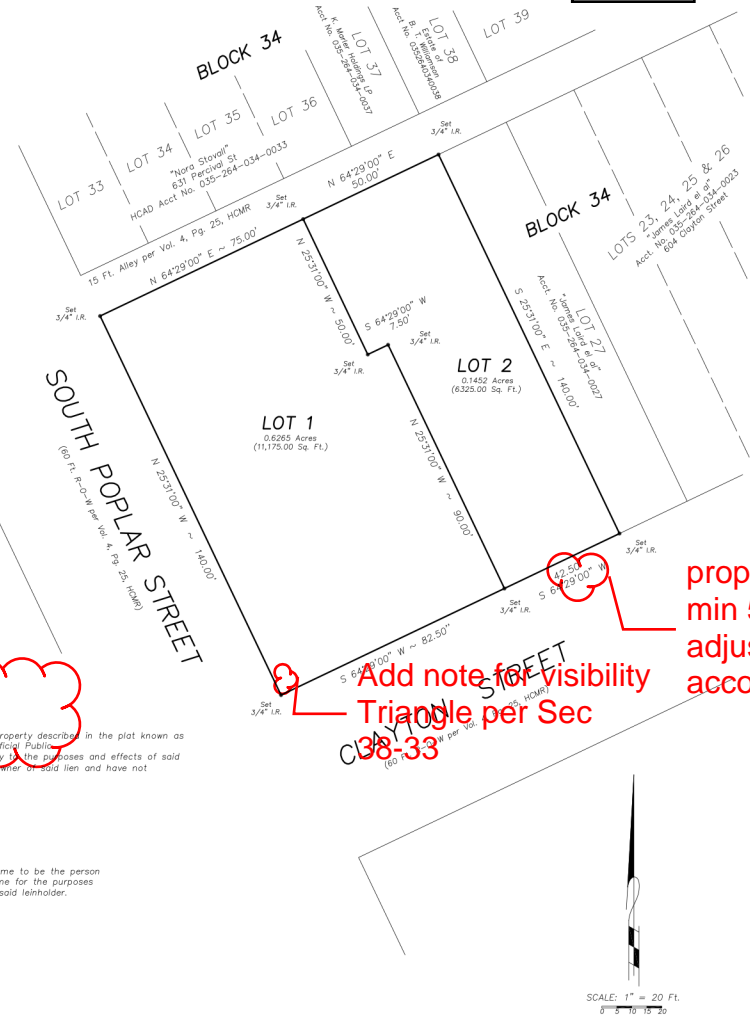 BLOCK 34
LOT 33
LOT 34
LOT 35
LOT 36
"Nora Stovall"
631 Percival St
HCAD Acct No. 035-264-034-0033
LOT 37
K. Marler Holdings LP
Acct No. 035-264-034-0037
LOT 38
Estate of
B. T. Williamson
Acct No. 0352640340038
LOT 39
15 Ft. Alley per Vol. 4, Pg. 25, HCMR
Set
3/4" I.R.
N 64°29'00" E ~ 75.00'
Set
3/4" I.R.
N 64°29'00" E
50.00'
Set
3/4" I.R.
BLOCK 34
LOTS 23, 24, 25 & 26
"James Laird et al"
Acct. No. 035-264-034-0023
604 Clayton Street
LOT 27
"James Laird et al"
Acct. No. 035-264-034-0027
N 25°31'00" W ~ 50.00'
S 64°29'00" W
7.50'
Set
3/4" I.R.
Set
3/4" I.R.
S 25°31'00" E ~ 140.00'
LOT 2
0.1452 Acres
(6325.00 Sq. Ft.)
LOT 1
0.6265 Acres
(11,175.00 Sq. Ft.)
N 25°31'00" W ~ 90.00'
N 25°31'00" W ~ 140.00'
SOUTH POPLAR STREET
(60 Ft. R-O-W per Vol. 4, Pg. 25, HCMR)
Set
3/4" I.R.
42.50'
S 64°29'00" W
Set
3/4" I.R.
S 64°29'00" W ~ 82.50'
Set
3/4" I.R.
CLAYTON STREET
(60 Ft. R-O-W per Vol. 4, Pg. 25, HCMR)
Add note for visibility
Triangle per Sec
38-33
prop
min
adjus
acco
property described in the plat known as
ficial Public
y to the purposes and effects of said
wner of said lien and have not
me to be the person
me for the purposes
said leinholder.
SCALE: 1" = 20 Ft.
0 5 10 15 20